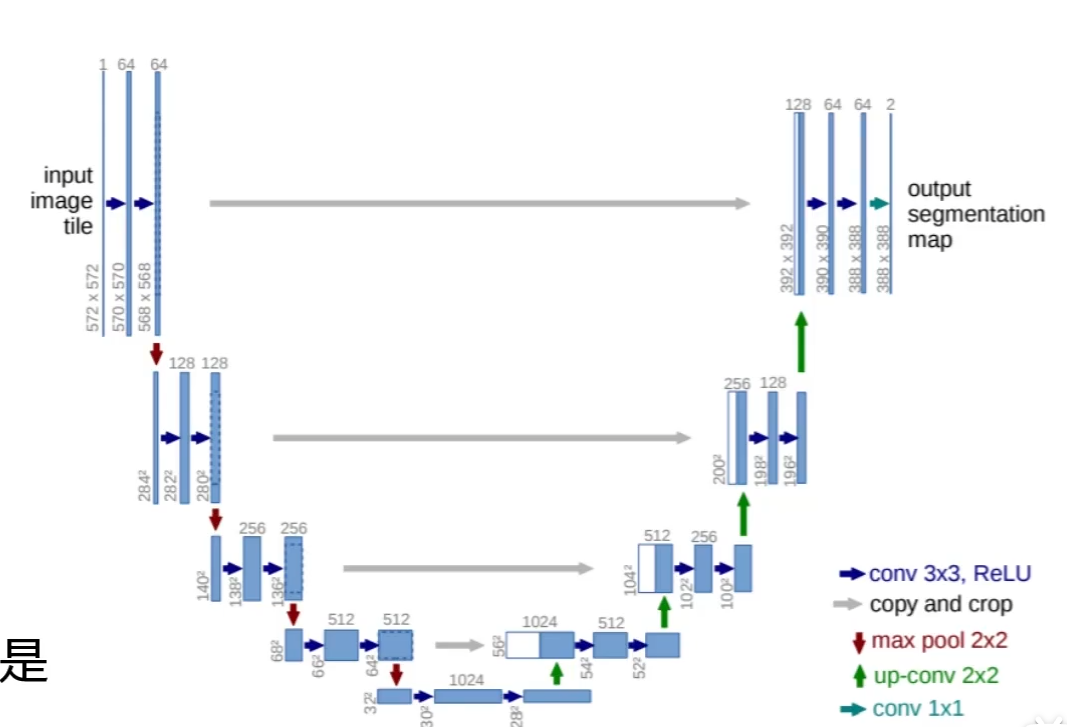 1 64 64
128 64 64 2
input
image
tile
output
segmentation
map
572 x 572
570 x 570
568 x 568
392 x 392
390 x 390
388 x 388
388 x 388
128 128
256 128
284²
282²
280²
200²
198²
196²
256 256
512 256
140²
138²
136²
104²
102²
100²
conv 3x3, ReLU
copy and crop
max pool 2x2
up-conv 2x2
conv 1x1
512 512
1024 512
68²
66²
64²
56²
54²
52²
是
1024
32²
30²
28²